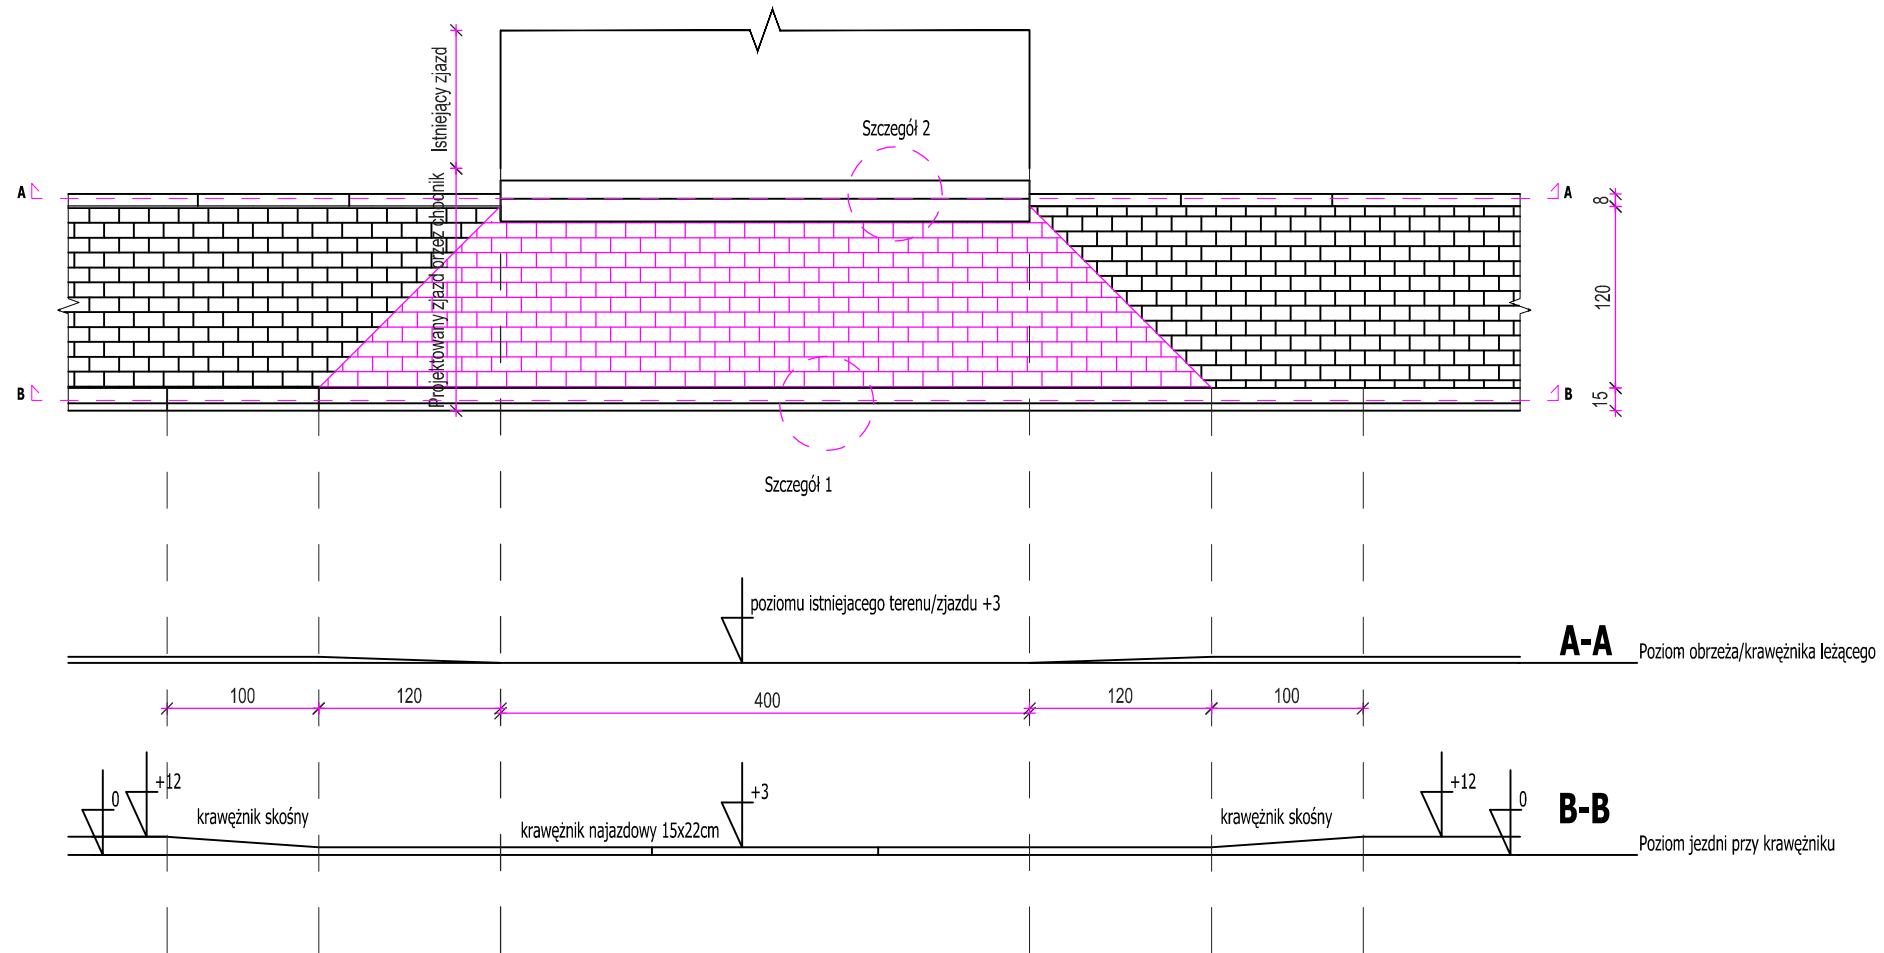 Istniejący zjazd
Projektowany zjazd przez chodnik
Szczegół 2
A
A
8
120
B
B
15
Szczegół 1
poziomu istniejacego terenu/zjazdu +3
A-A
Poziom obrzeża/krawężnika leżącego
100
120
400
120
100
0
+12
krawężnik skośny
krawężnik najazdowy 15x22cm
+3
krawężnik skośny
+12
0
B-B
Poziom jezdni przy krawężniku